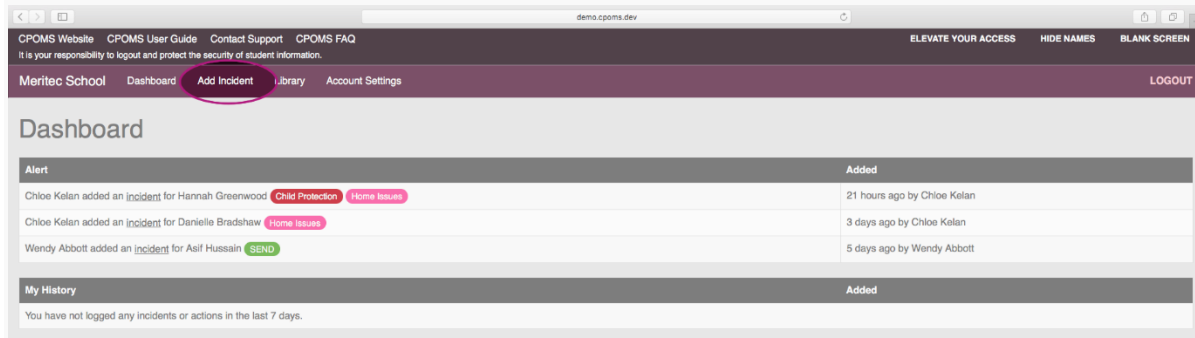 demo.cpoms.dev
CPOMS Website CPOMS User Guide Contact Support CPOMS FAQ ELEVATE YOUR ACCESS HIDE NAMES BLANK SCREEN
It is your responsibility to logout and protect the security of student information.
Meritec School Dashboard Add Incident Library Account Settings LOGOUT
Dashboard
Alert Added
Chloe Kelan added an incident for Hannah Greenwood Child Protection Home Issues 21 hours ago by Chloe Kelan
Chloe Kelan added an incident for Danielle Bradshaw Home Issues 3 days ago by Chloe Kelan
Wendy Abbott added an incident for Asif Hussain SEND 5 days ago by Wendy Abbott
My History Added
You have not logged any incidents or actions in the last 7 days.